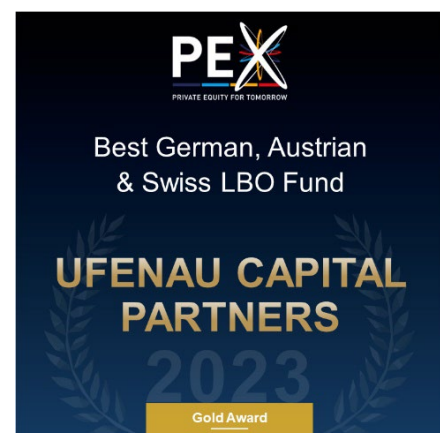 PEX
PRIVATE EQUITY FOR TOMORROW
Best German, Austrian
& Swiss LBO Fund
UFENAU CAPITAL
PARTNERS
2023
Gold Award